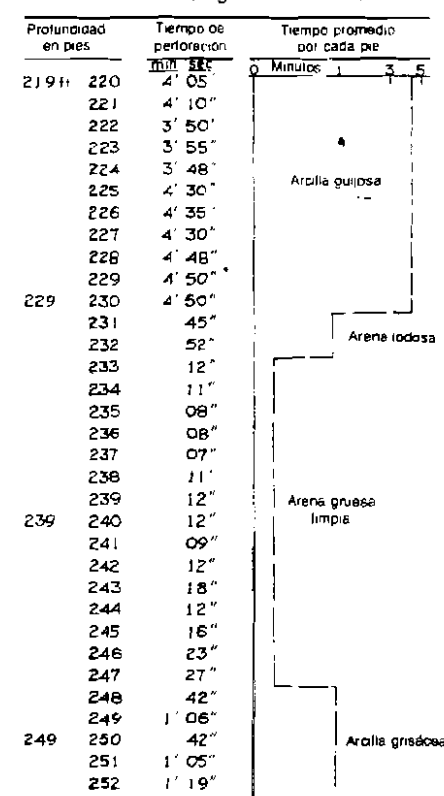 Profundidad Tiempo de Tiempo promedio
en pies perforación por cada pie
min sec 0 Minutos 1 3 5
219 ft 220 4' 05"
221 4' 10"
222 3' 50'
223 3' 55"
224 3' 48"
225 4' 30" Arcilla guijosa
226 4' 35"
227 4' 30"
228 4' 48"
229 4' 50"
229 230 4' 50"
231 45"
232 52" Arena lodosa
233 12"
234 11"
235 08"
236 08"
237 07"
238 11'
239 12" Arena gruesa
239 240 12" limpia
241 09"
242 12"
243 18"
244 12"
245 16"
246 23"
247 27"
248 42"
249 1' 06"
249 250 42" Arcilla grisácea
251 1' 05"
252 1' 19"